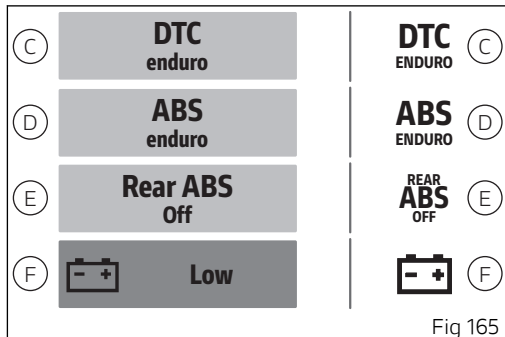 C DTC DTC C
enduro ENDURO
D ABS ABS D
enduro ENDURO
E Rear ABS REAR ABS E
Off OFF
F - + Low - + F
Fig 165